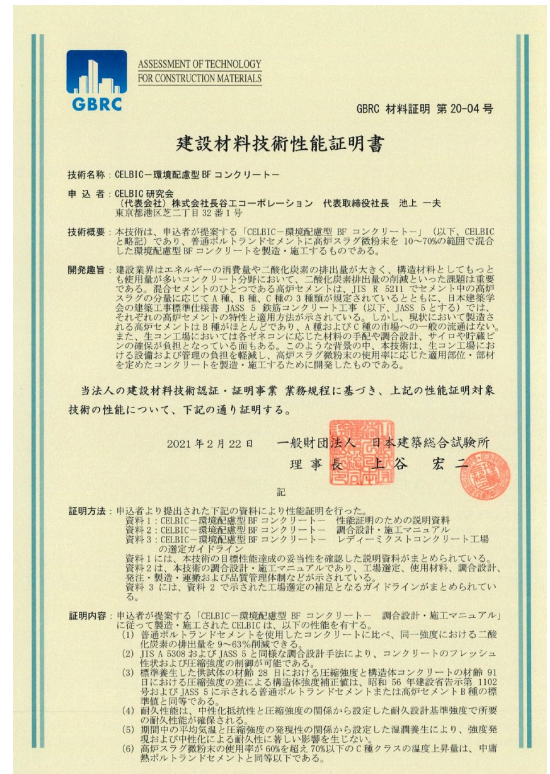 ASSESSMENT OF TECHNOLOGY
FOR CONSTRUCTION MATERIALS
GBRC
GBRC 材料証明 第 20-04 号
建設材料技術性能証明書
技術名称：CELBIC－環境配慮型 BF コンクリート－
申 込 者：CELBIC 研究会
（代表会社）株式会社長谷工コーポレーション 代表取締役社長 池上 一夫
東京都港区芝二丁目 32 番 1 号
技術概要：本技術は、申込者が提案する「CELBIC－環境配慮型 BF コンクリート－」（以下、CELBIC
と略記）であり、普通ポルトランドセメントに高炉スラグ微粉末を 10～70%の範囲で混合
した環境配慮型 BF コンクリートを製造・施工するものである。
開発趣旨：建設業界はエネルギーの消費量や二酸化炭素の排出量が大きく、構造材料としてもっと
も使用量が多いコンクリート分野において、二酸化炭素排出量の削減といった課題は重要
である。混合セメントのひとつである高炉セメントは、JIS R 5211 でセメント中の高炉
スラグの分量に応じて A 種、B 種、C 種の 3 種類が規定されているとともに、日本建築学
会の建築工事標準仕様書 JASS 5 鉄筋コンクリート工事（以下、JASS 5 とする）では、
それぞれの高炉セメントの特性と適用方法が示されている。しかし、現状において製造さ
れる高炉セメントは B 種がほとんどであり、A 種および C 種の市場への一般の流通はない。
また、生コン工場においては各ゼネコンに応じた材料の手配や調合設計、サイロや貯蔵ビ
ンの確保が負担となっている面もある。このような背景の中、本技術は、生コン工場にお
ける設備および管理の負担を軽減し、高炉スラグ微粉末の使用率に応じた適用部位・部材
を定めたコンクリートを製造・施工するために開発したものである。
当法人の建設材料技術認証・証明事業 業務規程に基づき、上記の性能証明対象
技術の性能について、下記の通り証明する。
2021 年 2 月 22 日 一般財団法人 日本建築総合試験所
理 事 長 上 谷 宏 二
記
証明方法：申込者より提出された下記の資料により性能証明を行った。
資料 1：CELBIC－環境配慮型 BF コンクリート－ 性能証明のための説明資料
資料 2：CELBIC－環境配慮型 BF コンクリート－ 調合設計・施工マニュアル
資料 3：CELBIC－環境配慮型 BF コンクリート－ レディーミクストコンクリート工場
の選定ガイドライン
資料 1 には、本技術の目標性能達成の妥当性を確認した説明資料がまとめられている。
資料 2 は、本技術の調合設計・施工マニュアルであり、工場選定、使用材料、調合設計、
発注・製造・運搬および品質管理体制などが示されている。
資料 3 には、資料 2 で示された工場選定の補足となるガイドラインがまとめられてい
る。
証明内容：申込者が提案する「CELBIC－環境配慮型 BF コンクリート－ 調合設計・施工マニュアル」
に従って製造・施工された CELBIC は、以下の性能を有する。
(1) 普通ポルトランドセメントを使用したコンクリートに比べ、同一強度における二酸
化炭素の排出量を 9～63%削減できる。
(2) JIS A 5308 および JASS 5 と同様な調合設計手法により、コンクリートのフレッシュ
性状および圧縮強度の制御が可能である。
(3) 標準養生した供試体の材齢 28 日における圧縮強度と構造体コンクリートの材齢 91
日における圧縮強度の差による構造体強度補正値は、昭和 56 年建設省告示第 1102
号および JASS 5 に示される普通ポルトランドセメントまたは高炉セメント B 種の標
準値と同等である。
(4) 耐久性能は、中性化抵抗性と圧縮強度の関係から設定した耐久設計基準強度で所要
の耐久性能が確保される。
(5) 期間中の平均気温と圧縮強度の発現性の関係から設定した湿潤養生により、強度発
現および中性化による耐久性に著しい影響を生じない。
(6) 高炉スラグ微粉末の使用率が 60%を超え 70%以下の C 種クラスの温度上昇量は、中庸
熱ポルトランドセメントと同等以下である。